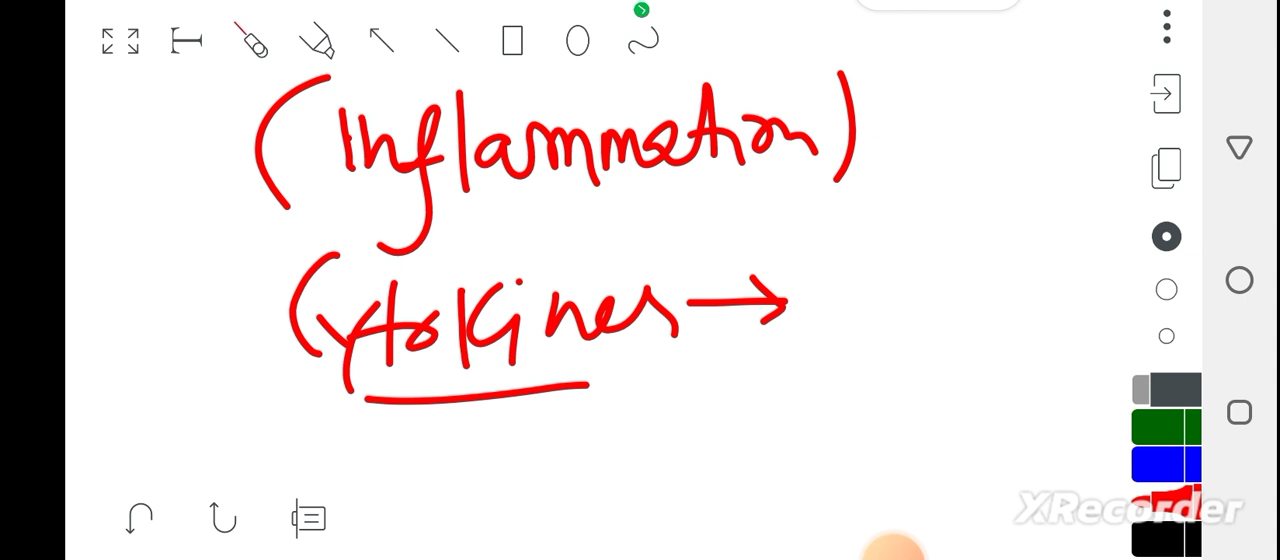 (Inflammation)
Cytokines →
XRecorder